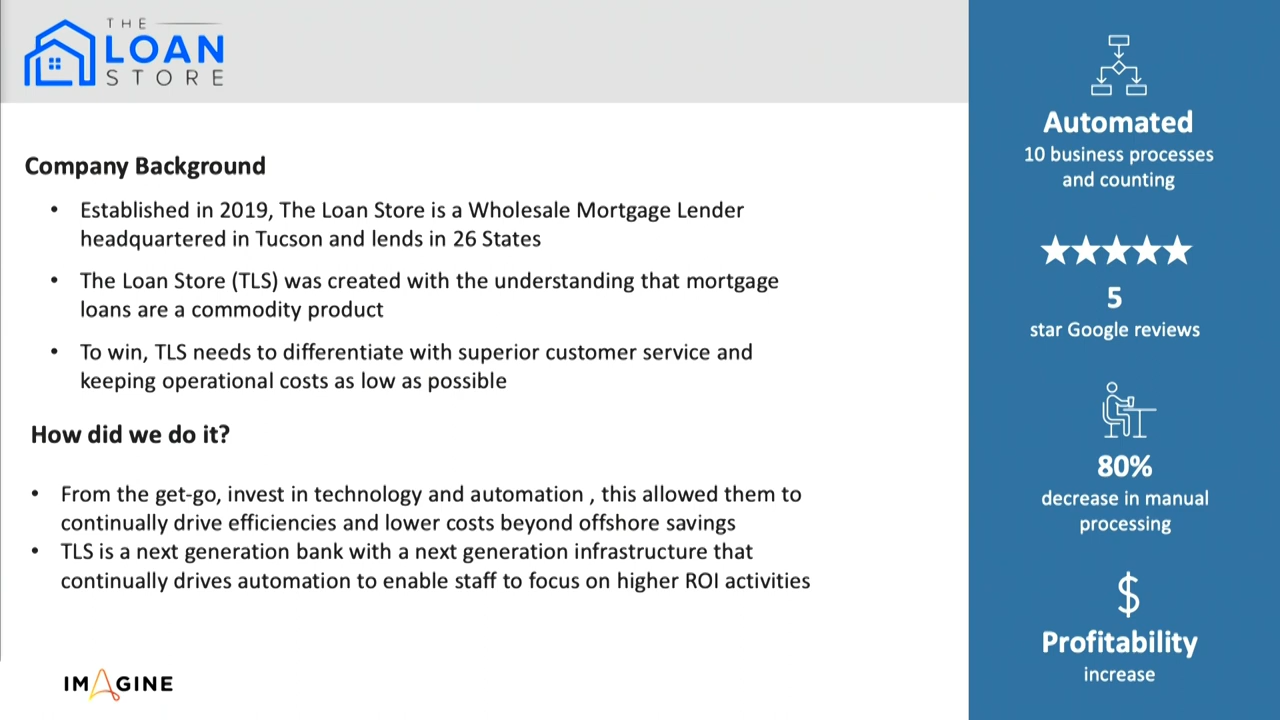 THE
LOAN
STORE
Company Background
• Established in 2019, The Loan Store is a Wholesale Mortgage Lender
headquartered in Tucson and lends in 26 States
• The Loan Store (TLS) was created with the understanding that mortgage
loans are a commodity product
• To win, TLS needs to differentiate with superior customer service and
keeping operational costs as low as possible
How did we do it?
• From the get-go, invest in technology and automation , this allowed them to
continually drive efficiencies and lower costs beyond offshore savings
• TLS is a next generation bank with a next generation infrastructure that
continually drives automation to enable staff to focus on higher ROI activities
IMAGINE
Automated
10 business processes
and counting
5
star Google reviews
80%
decrease in manual
processing
$
Profitability
increase